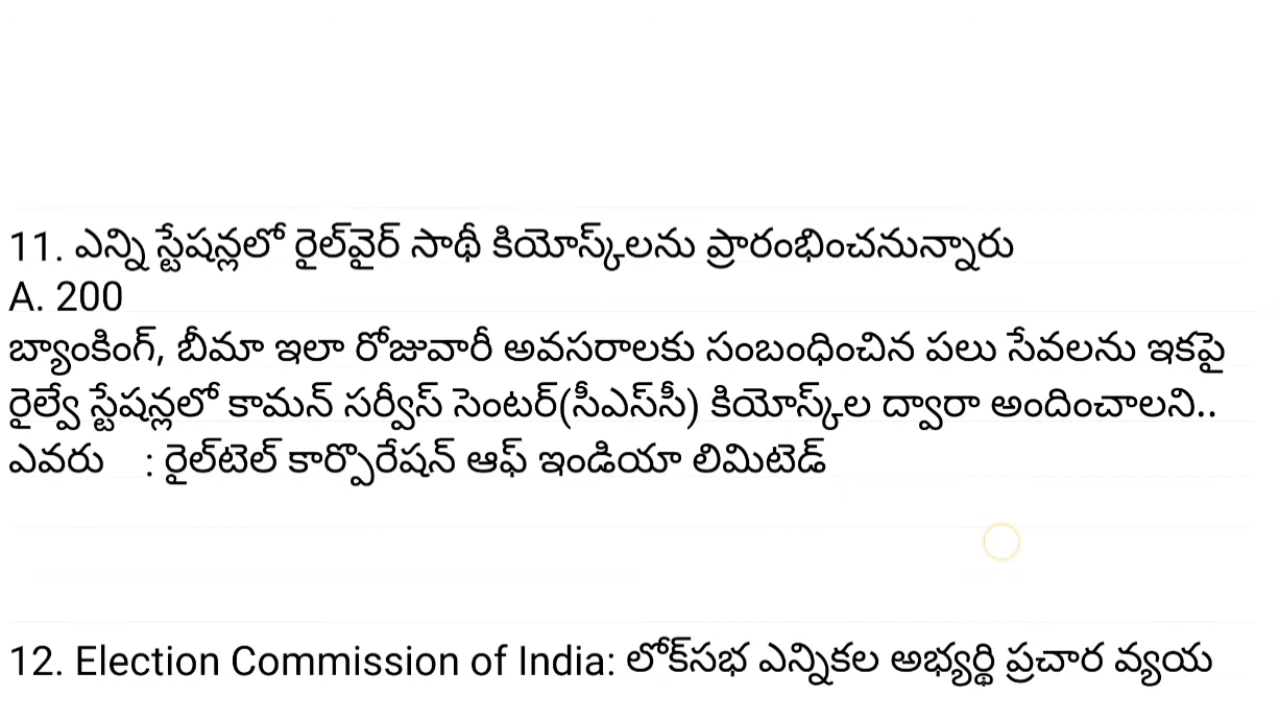 11. ఎన్ని స్టేషన్లలో రైల్‌వైర్ సాథీ కియోస్క్‌లను ప్రారంభించనున్నారు
A. 200
బ్యాంకింగ్, బీమా ఇలా రోజువారీ అవసరాలకు సంబంధించిన పలు సేవలను ఇకపై
రైల్వే స్టేషన్లలో కామన్ సర్వీస్ సెంటర్(సీఎస్‌సీ) కియోస్క్‌ల ద్వారా అందించాలని..
ఎవరు : రైల్‌టెల్ కార్పొరేషన్ ఆఫ్ ఇండియా లిమిటెడ్
12. Election Commission of India: లోక్‌సభ ఎన్నికల అభ్యర్థి ప్రచార వ్యయ